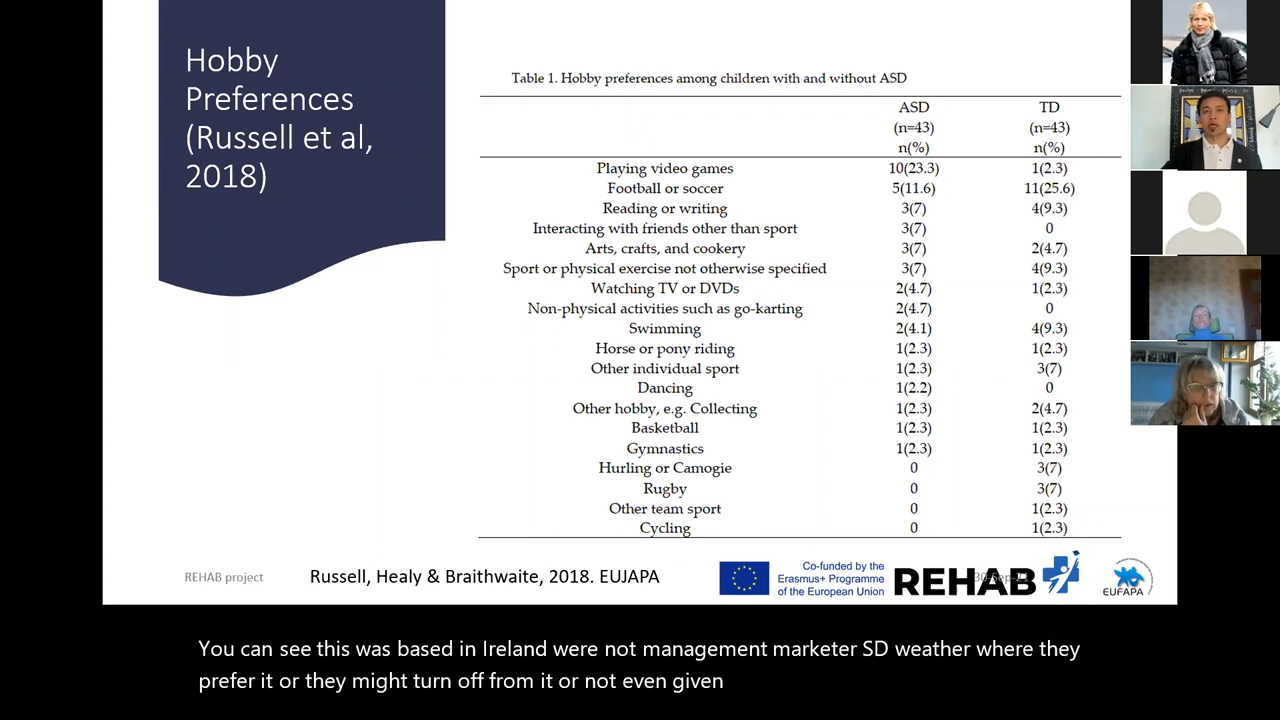 Hobby
Preferences
(Russell et al,
2018)
Table 1. Hobby preferences among children with and without ASD
ASD TD
(n=43) (n=43)
n(%) n(%)
Playing video games 10(23.3) 1(2.3)
Football or soccer 5(11.6) 11(25.6)
Reading or writing 3(7) 4(9.3)
Interacting with friends other than sport 3(7) 0
Arts, crafts, and cookery 3(7) 2(4.7)
Sport or physical exercise not otherwise specified 3(7) 4(9.3)
Watching TV or DVDs 2(4.7) 1(2.3)
Non-physical activities such as go-karting 2(4.7) 0
Swimming 2(4.1) 4(9.3)
Horse or pony riding 1(2.3) 1(2.3)
Other individual sport 1(2.3) 3(7)
Dancing 1(2.2) 0
Other hobby, e.g. Collecting 1(2.3) 2(4.7)
Basketball 1(2.3) 1(2.3)
Gymnastics 1(2.3) 1(2.3)
Hurling or Camogie 0 3(7)
Rugby 0 3(7)
Other team sport 0 1(2.3)
Cycling 0 1(2.3)
REHAB project
Russell, Healy & Braithwaite, 2018. EUJAPA
Co-funded by the
Erasmus+ Programme
of the European Union
REHAB
EUFAPA
You can see this was based in Ireland were not management marketer SD weather where they
prefer it or they might turn off from it or not even given